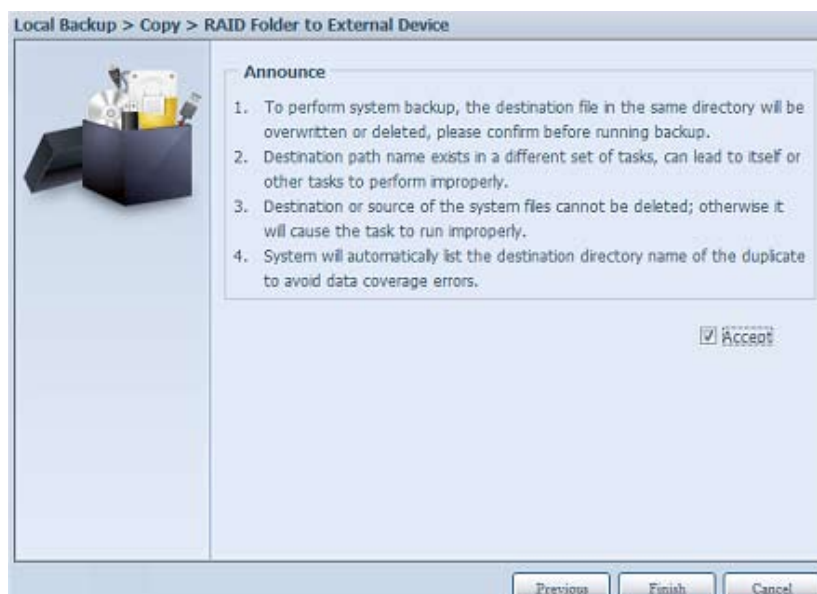 Local Backup > Copy > RAID Folder to External Device
Announce
1. To perform system backup, the destination file in the same directory will be
overwritten or deleted, please confirm before running backup.
2. Destination path name exists in a different set of tasks, can lead to itself or
other tasks to perform improperly.
3. Destination or source of the system files cannot be deleted; otherwise it
will cause the task to run improperly.
4. System will automatically list the destination directory name of the duplicate
to avoid data coverage errors.
Accept
Previous Finish Cancel